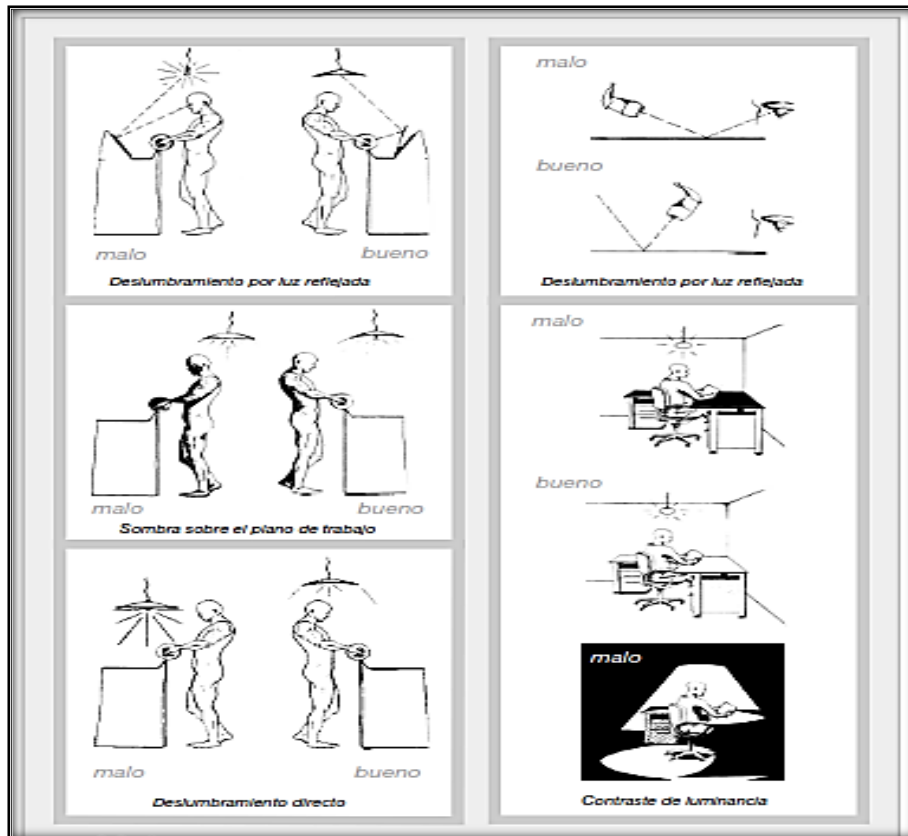 malo bueno
Deslumbramiento por luz reflejada
malo bueno
Sombra sobre el plano de trabajo
malo bueno
Deslumbramiento directo
malo
bueno
Deslumbramiento por luz reflejada
malo
bueno
malo
Contraste de luminancia